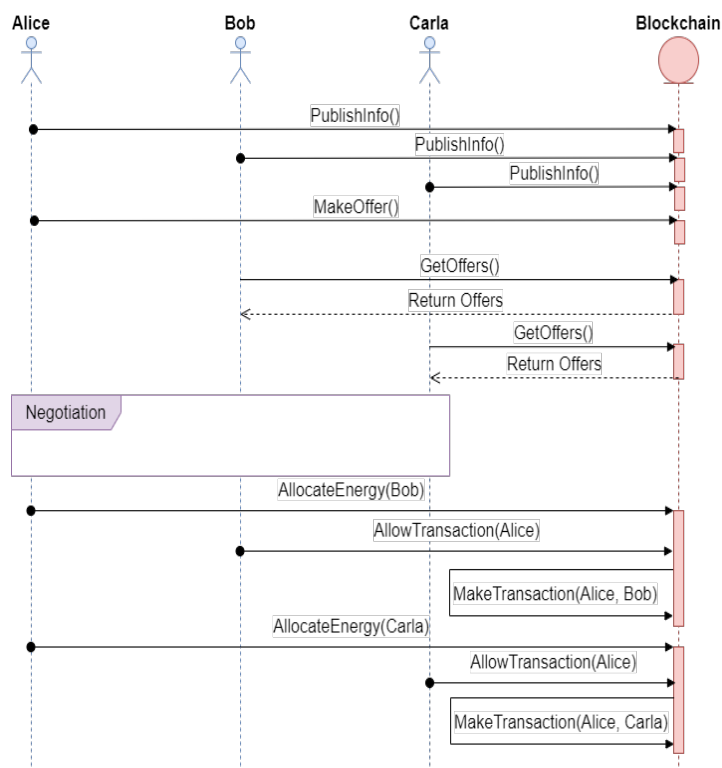 Alice Bob Carla Blockchain
PublishInfo()
PublishInfo()
PublishInfo()
MakeOffer()
GetOffers()
Return Offers
GetOffers()
Return Offers
Negotiation
AllocateEnergy(Bob)
AllowTransaction(Alice)
MakeTransaction(Alice, Bob)
AllocateEnergy(Carla)
AllowTransaction(Alice)
MakeTransaction(Alice, Carla)